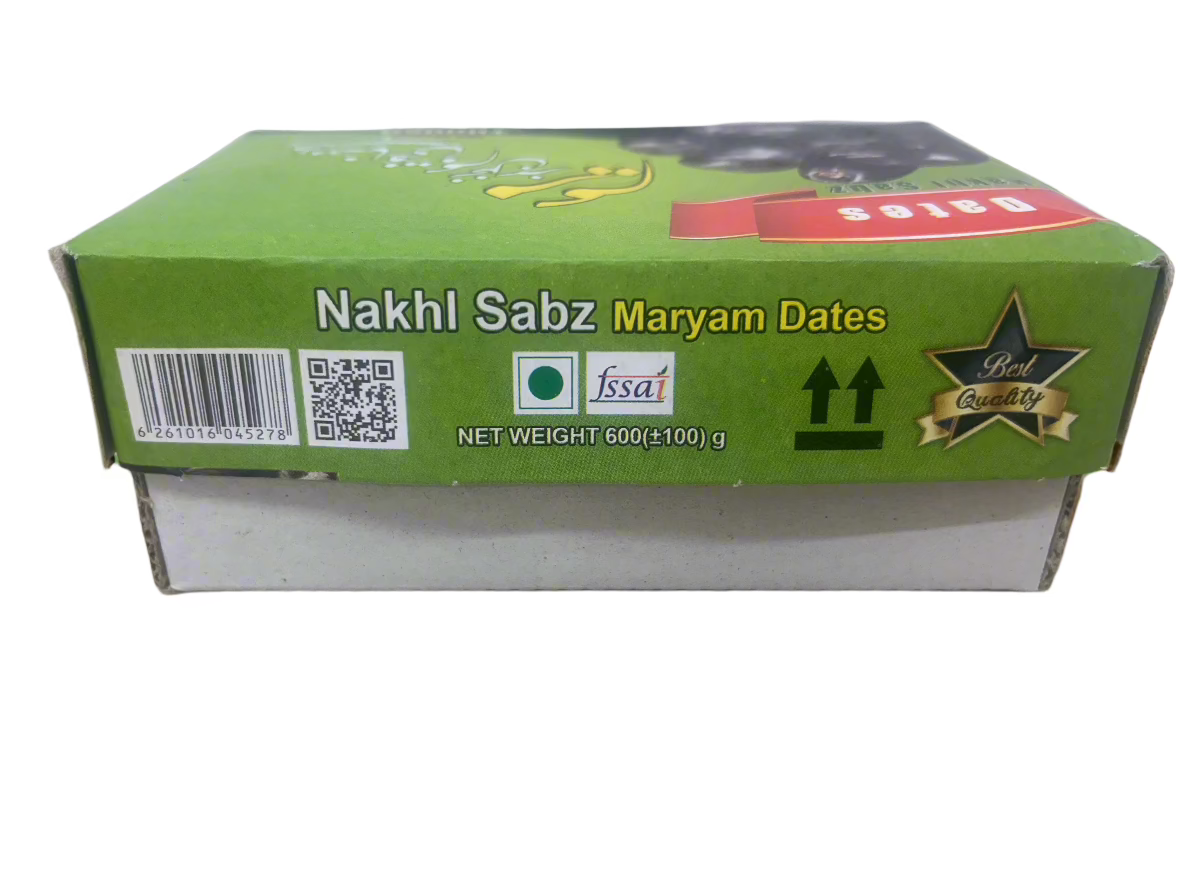 Dates
Nakhl Sabz Maryam Dates
6 261016 045278
fssai
NET WEIGHT 600(±100) g
Best
Quality